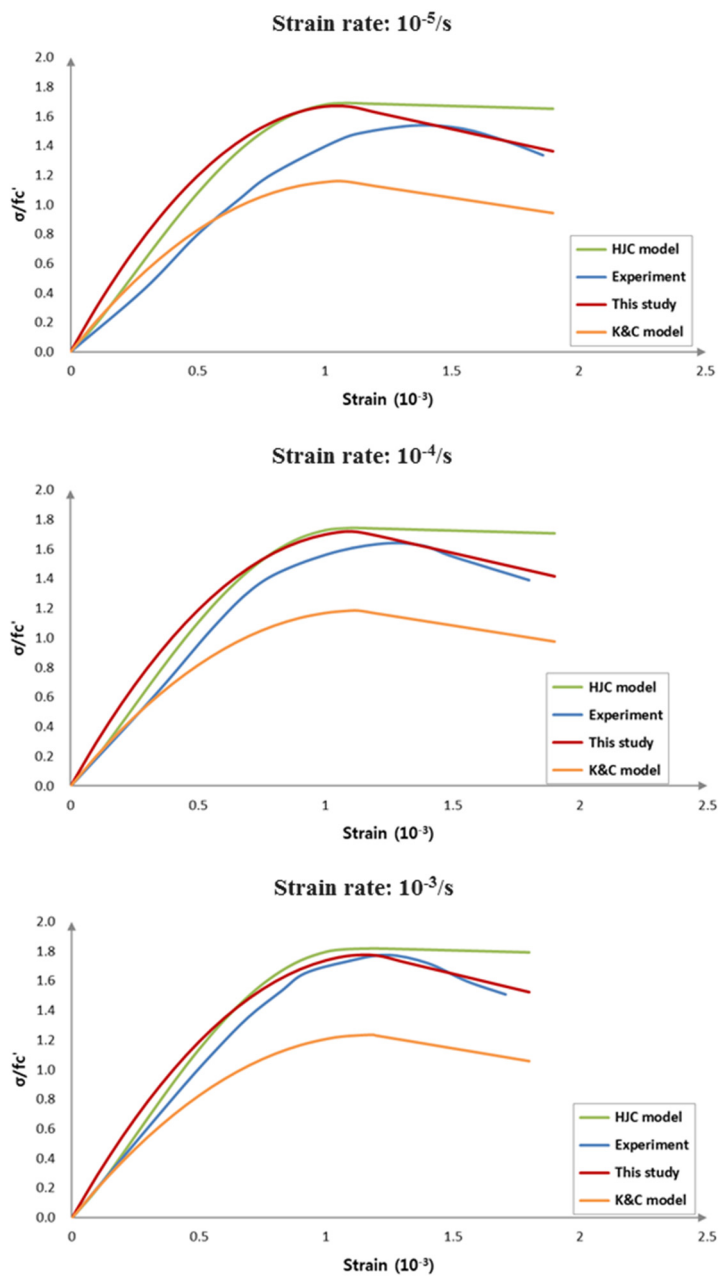 Strain rate: 10⁻⁵/s
2.0
1.8
1.6
1.4
1.2
1.0
0.8
0.6
0.4
0.2
0.0
σ/fc'
HJC model
Experiment
This study
K&C model
0 0.5 1 1.5 2 2.5
Strain (10⁻³)
Strain rate: 10⁻⁴/s
2.0
1.8
1.6
1.4
1.2
1.0
0.8
0.6
0.4
0.2
0.0
σ/fc'
HJC model
Experiment
This study
K&C model
0 0.5 1 1.5 2 2.5
Strain (10⁻³)
Strain rate: 10⁻³/s
2.0
1.8
1.6
1.4
1.2
1.0
0.8
0.6
0.4
0.2
0.0
σ/fc'
HJC model
Experiment
This study
K&C model
0 0.5 1 1.5 2 2.5
Strain (10⁻³)